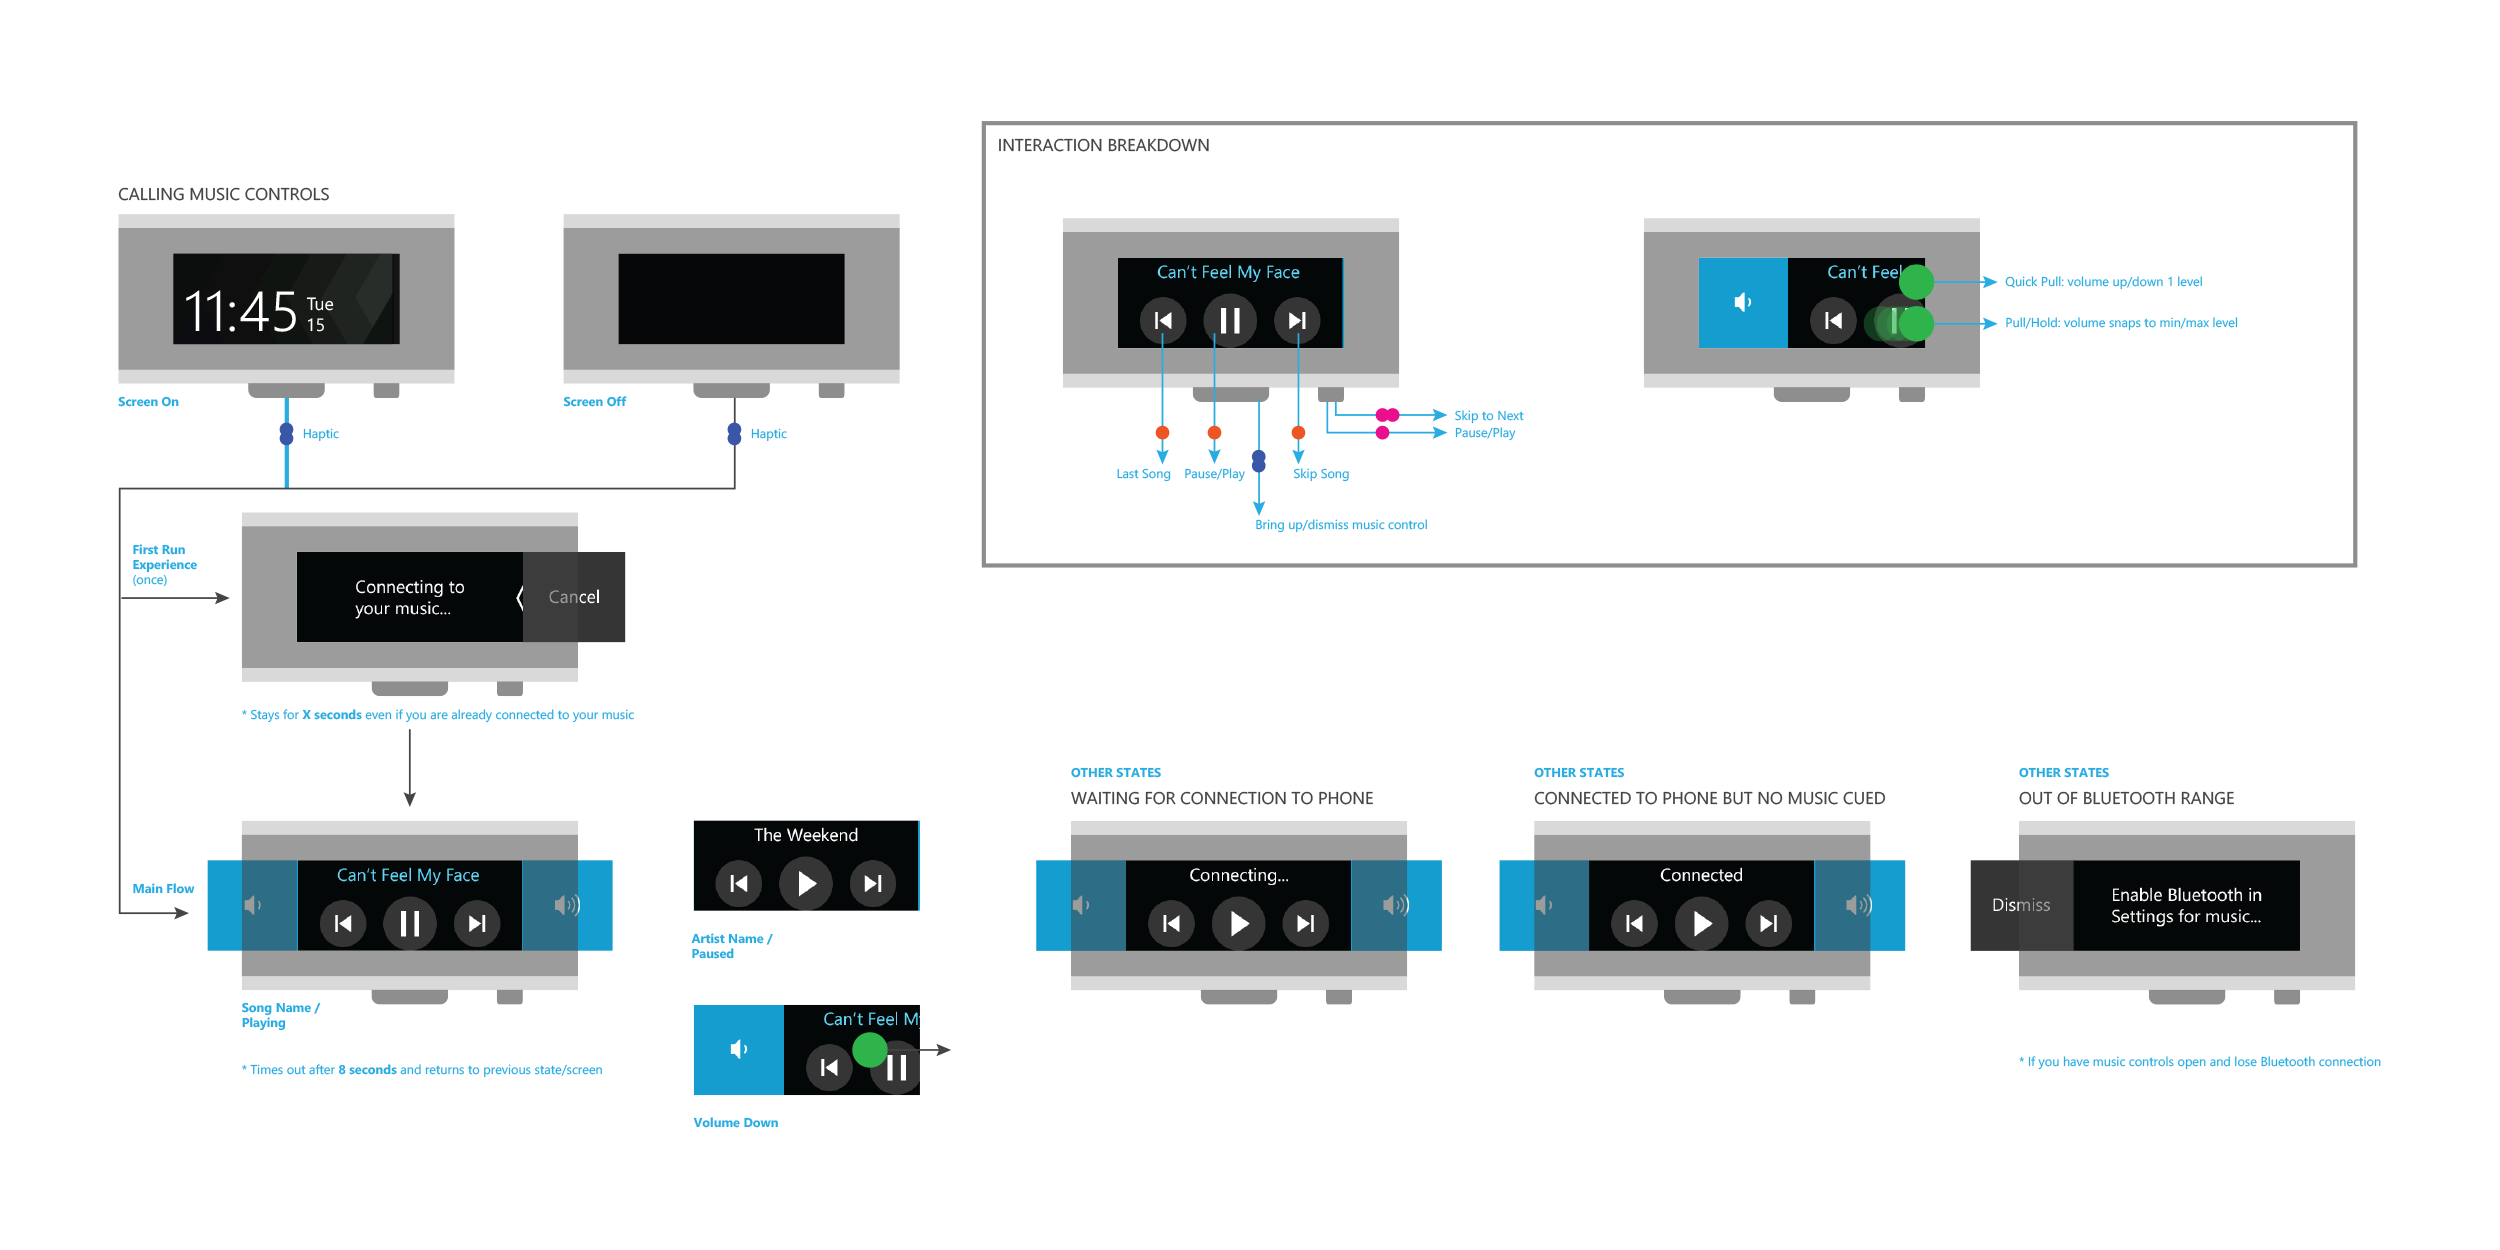 INTERACTION BREAKDOWN
CALLING MUSIC CONTROLS
11:45
Tue
15
Screen On
Haptic
Screen Off
Haptic
Can't Feel My Face
Last Song
Pause/Play
Skip Song
Bring up/dismiss music control
Skip to Next
Pause/Play
Can't Feel
Quick Pull: volume up/down 1 level
Pull/Hold: volume snaps to min/max level
First Run
Experience
(once)
Connecting to
your music...
Cancel
* Stays for X seconds even if you are already connected to your music
Main Flow
Can't Feel My Face
Song Name /
Playing
* Times out after 8 seconds and returns to previous state/screen
The Weekend
Artist Name /
Paused
Can't Feel My
Volume Down
OTHER STATES
WAITING FOR CONNECTION TO PHONE
Connecting...
OTHER STATES
CONNECTED TO PHONE BUT NO MUSIC CUED
Connected
OTHER STATES
OUT OF BLUETOOTH RANGE
Dismiss
Enable Bluetooth in
Settings for music...
* If you have music controls open and lose Bluetooth connection